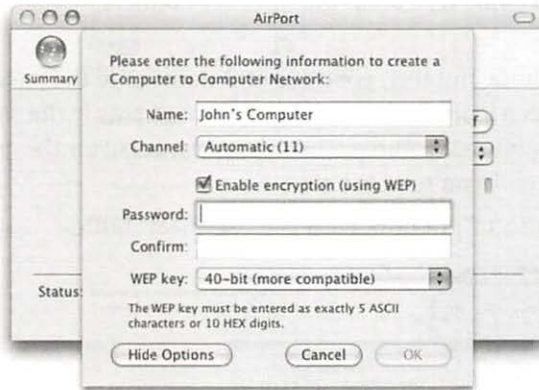 AirPort
Summary
Please enter the following information to create a
Computer to Computer Network:
Name: John's Computer
Channel: Automatic (11)
Enable encryption (using WEP)
Password:
Confirm:
WEP key: 40-bit (more compatible)
Status:
The WEP key must be entered as exactly 5 ASCII
characters or 10 HEX digits.
Hide Options
Cancel
OK